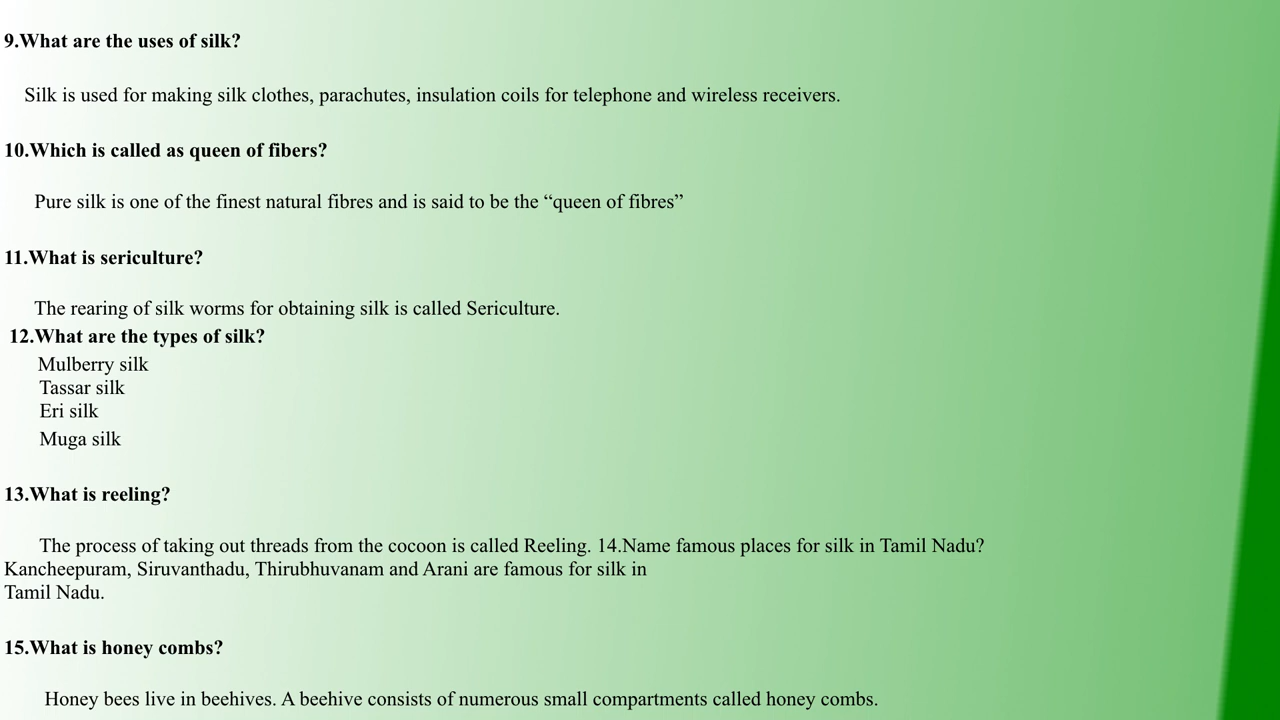 9.What are the uses of silk?
Silk is used for making silk clothes, parachutes, insulation coils for telephone and wireless receivers.
10.Which is called as queen of fibers?
Pure silk is one of the finest natural fibres and is said to be the “queen of fibres”
11.What is sericulture?
The rearing of silk worms for obtaining silk is called Sericulture.
12.What are the types of silk?
Mulberry silk
Tassar silk
Eri silk
Muga silk
13.What is reeling?
The process of taking out threads from the cocoon is called Reeling. 14.Name famous places for silk in Tamil Nadu?
Kancheepuram, Siruvanthadu, Thirubhuvanam and Arani are famous for silk in
Tamil Nadu.
15.What is honey combs?
Honey bees live in beehives. A beehive consists of numerous small compartments called honey combs.